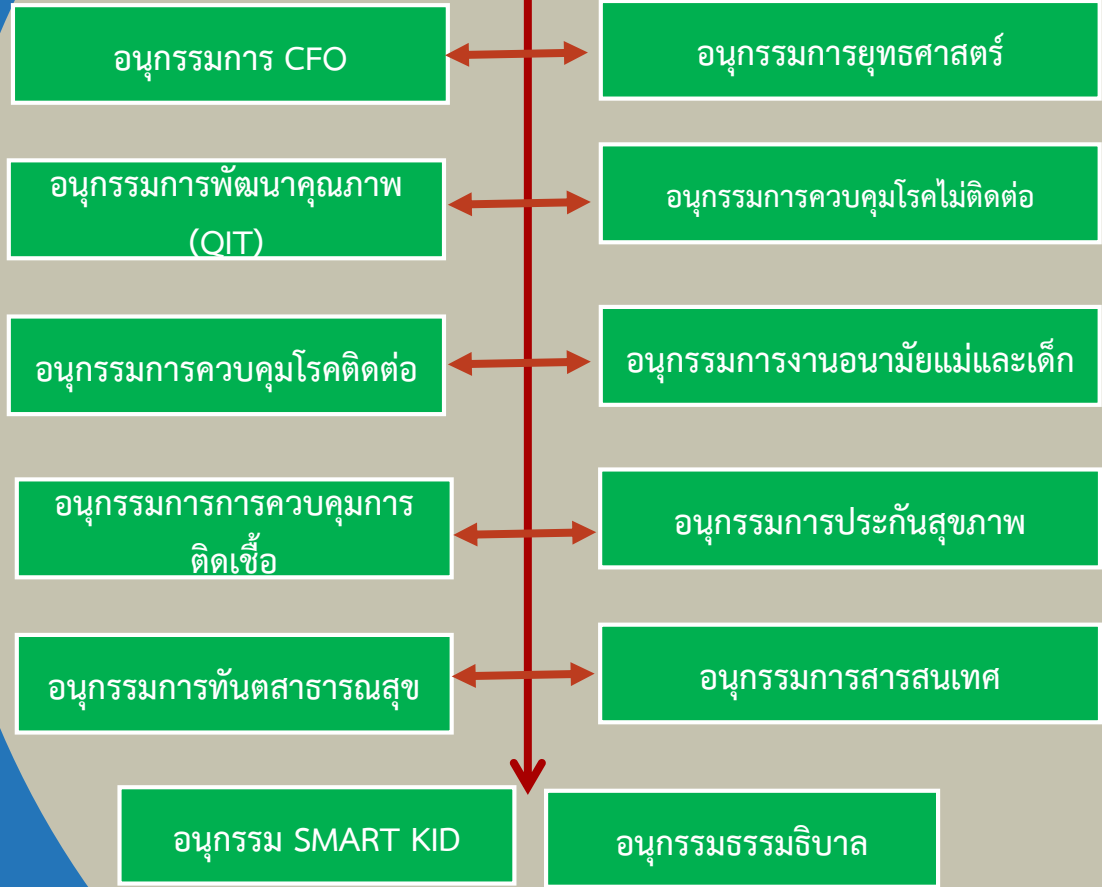 อนุกรรมการ CFO
อนุกรรมการยุทธศาสตร์
อนุกรรมการพัฒนาคุณภาพ
(QIT)
อนุกรรมการควบคุมโรคไม่ติดต่อ
อนุกรรมการควบคุมโรคติดต่อ
อนุกรรมการงานอนามัยแม่และเด็ก
อนุกรรมการการควบคุมการ
ติดเชื้อ
อนุกรรมการประกันสุขภาพ
อนุกรรมการทันตสาธารณสุข
อนุกรรมการสารสนเทศ
อนุกรรม SMART KID
อนุกรรมธรรมธิบาล